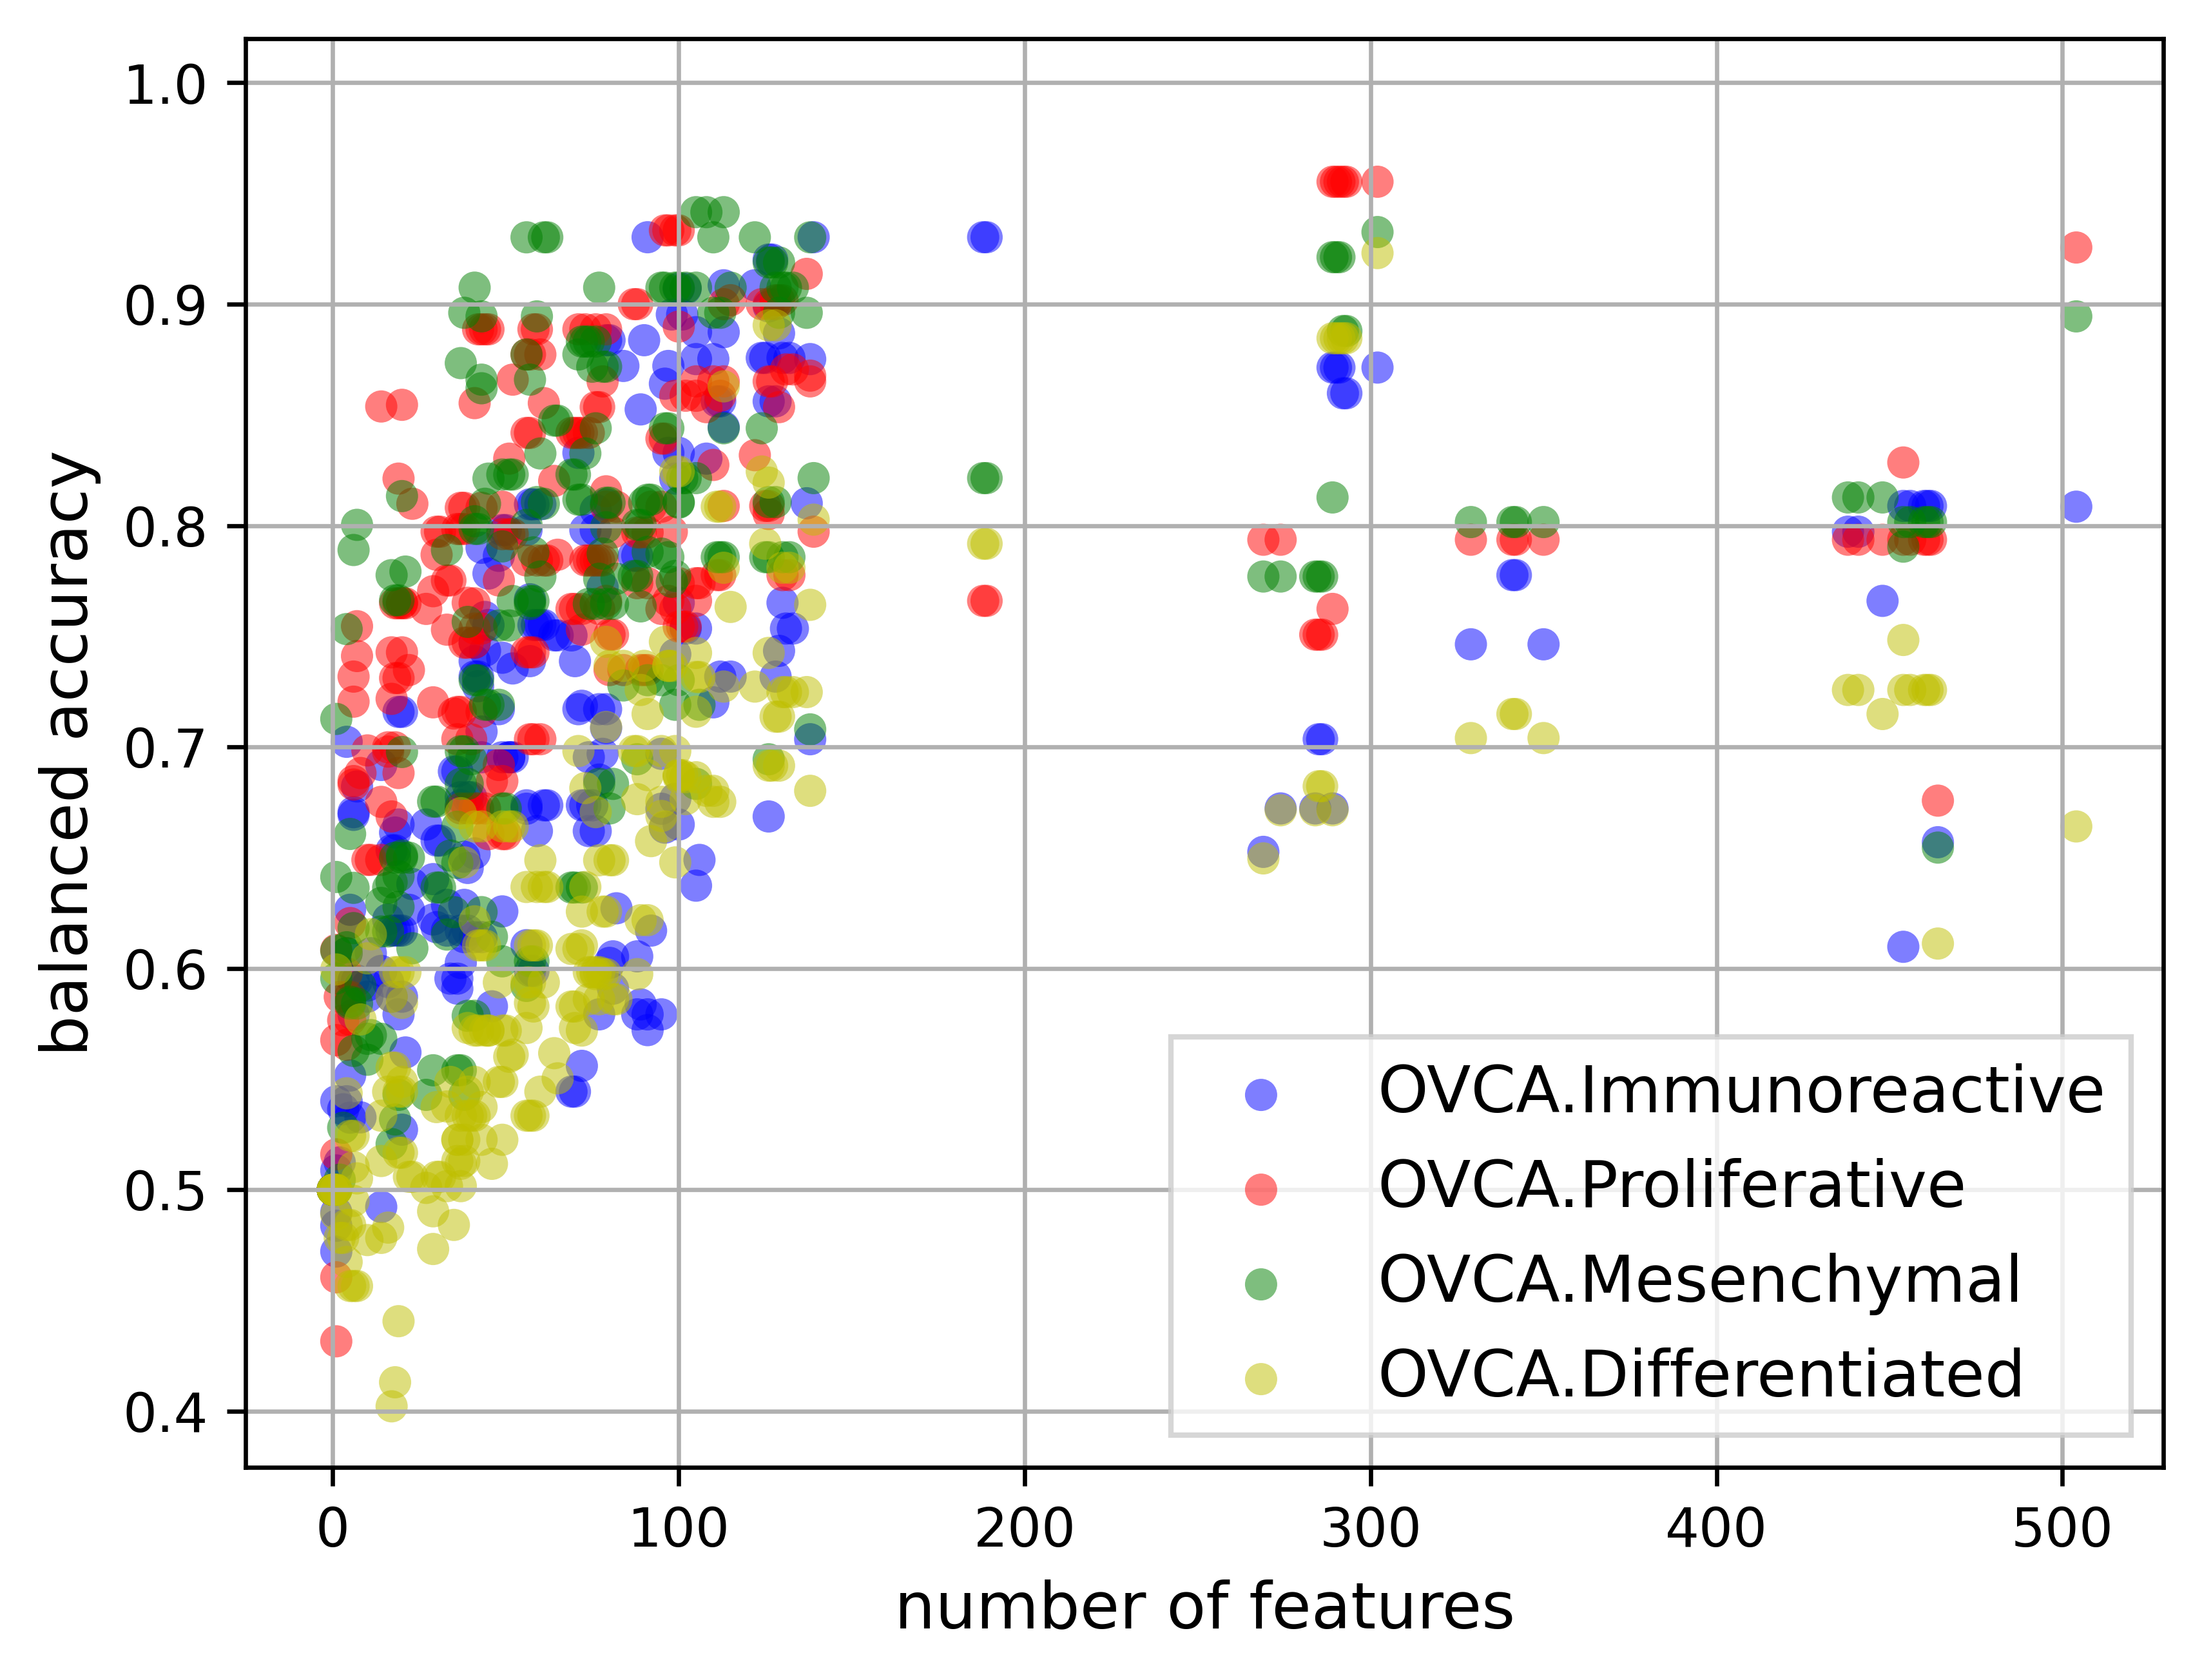 1.0
0.9
0.8
0.7
0.6
0.5
0.4
balanced accuracy
OVCA.Immunoreactive
OVCA.Proliferative
OVCA.Mesenchymal
OVCA.Differentiated
0 100 200 300 400 500
number of features